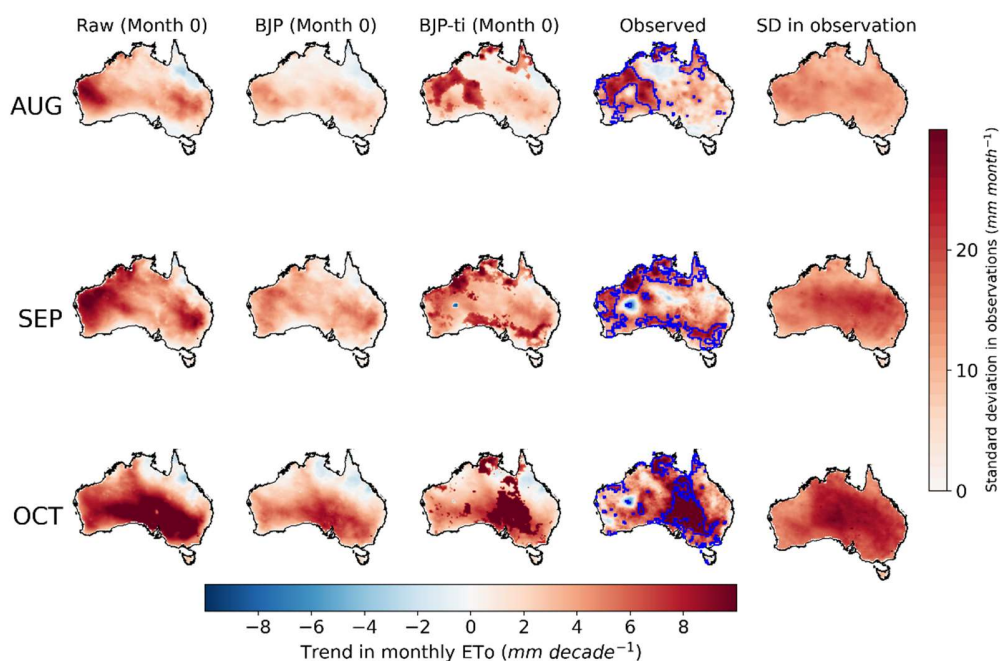 Raw (Month 0) BJP (Month 0) BJP-ti (Month 0) Observed SD in observation
AUG
SEP
OCT
20
10
0
Standard deviation in observations (mm month⁻¹)
−8 −6 −4 −2 0 2 4 6 8
Trend in monthly ETo (mm decade⁻¹)